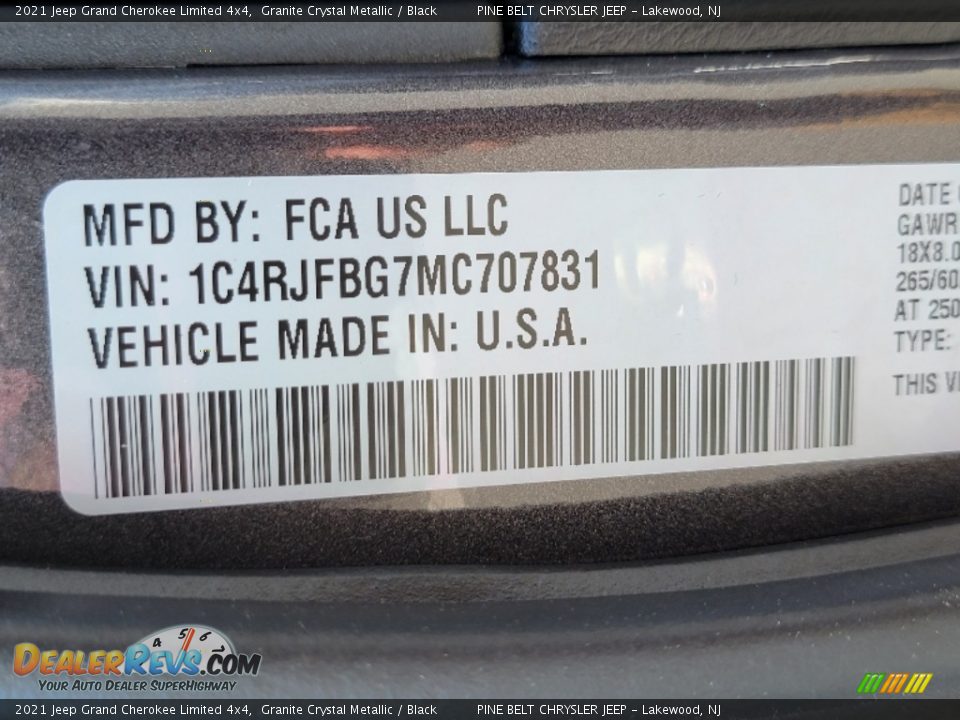 2021 Jeep Grand Cherokee Limited 4x4, Granite Crystal Metallic / Black PINE BELT CHRYSLER JEEP - Lakewood, NJ
MFD BY: FCA US LLC
VIN: 1C4RJFBG7MC707831
VEHICLE MADE IN: U.S.A.
DATE
GAWR
18X8.0
265/60
AT 250
TYPE:
THIS
4 5 6
DEALERREVS.COM
YOUR AUTO DEALER SUPERHIGHWAY
2021 Jeep Grand Cherokee Limited 4x4, Granite Crystal Metallic / Black PINE BELT CHRYSLER JEEP - Lakewood, NJ